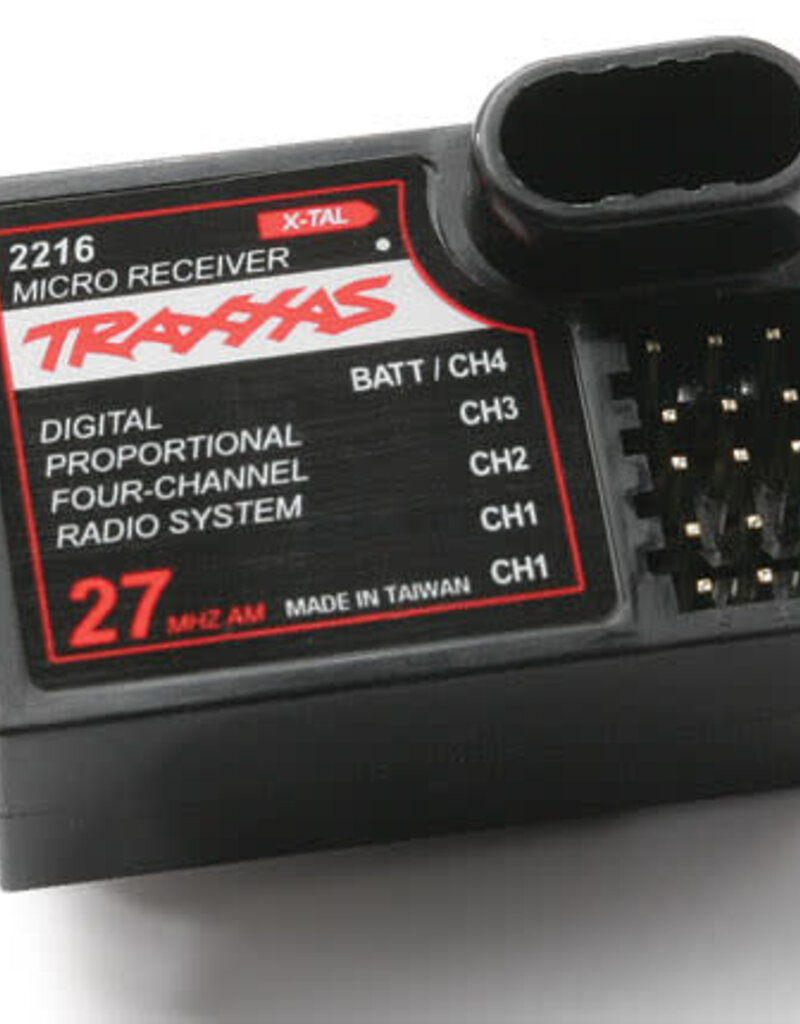 X-TAL
2216
MICRO RECEIVER
TRAXXAS
BATT / CH4
DIGITAL
CH3
PROPORTIONAL
CH2
FOUR-CHANNEL
RADIO SYSTEM
CH1
27 MHZ AM
MADE IN TAIWAN
CH1